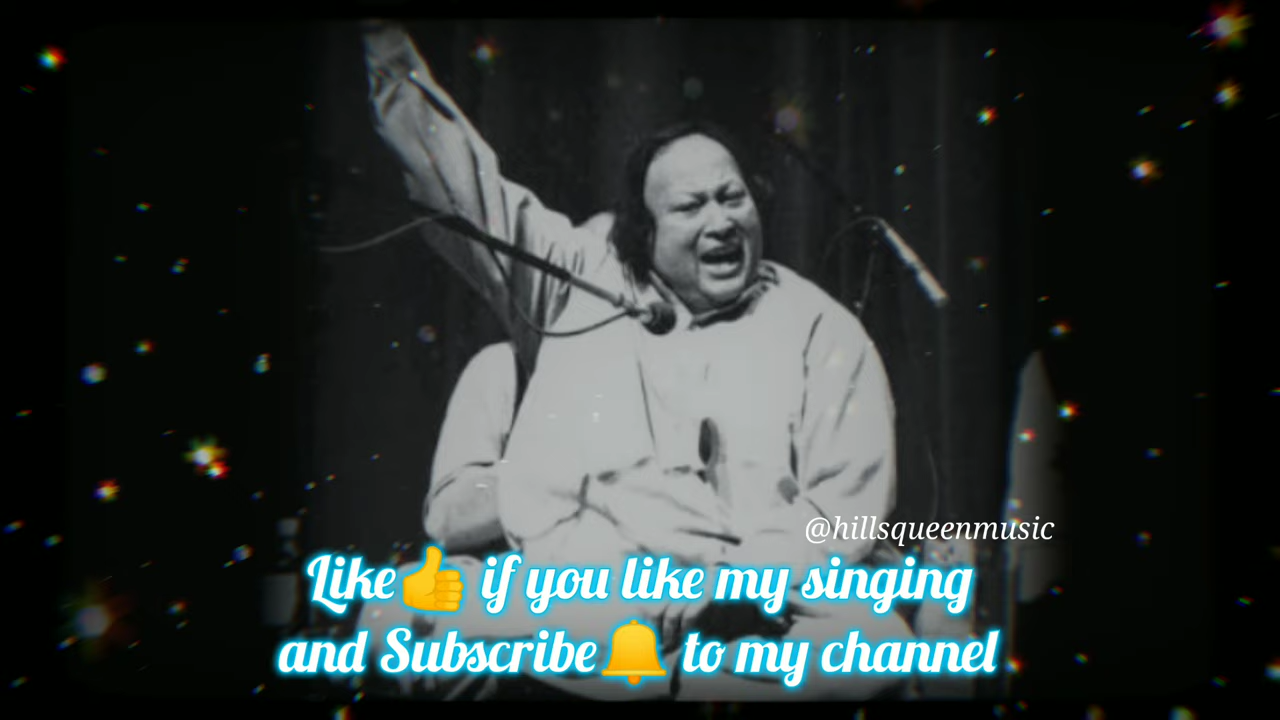 @hillsqueenmusic
Like👍 if you like my singing
and Subscribe🔔 to my channel